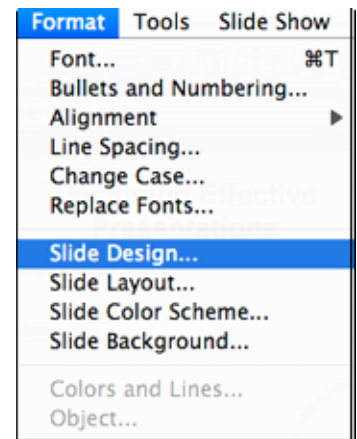 Format Tools Slide Show
Font... ⌘T
Bullets and Numbering...
Alignment ▶
Line Spacing...
Change Case...
Replace Fonts...
Slide Design...
Slide Layout...
Slide Color Scheme...
Slide Background...
Colors and Lines...
Object...